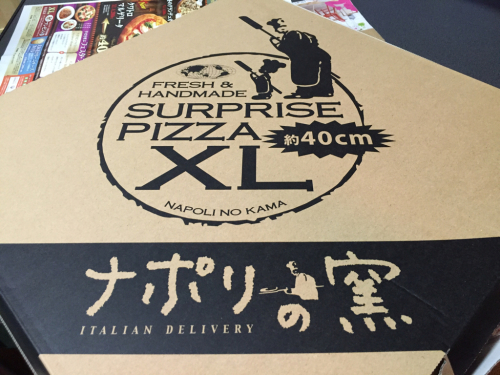 FRESH &
HANDMADE
SURPRISE
PIZZA
約40cm
XL
NAPOLI NO KAMA
ナポリの窯
ITALIAN DELIVERY